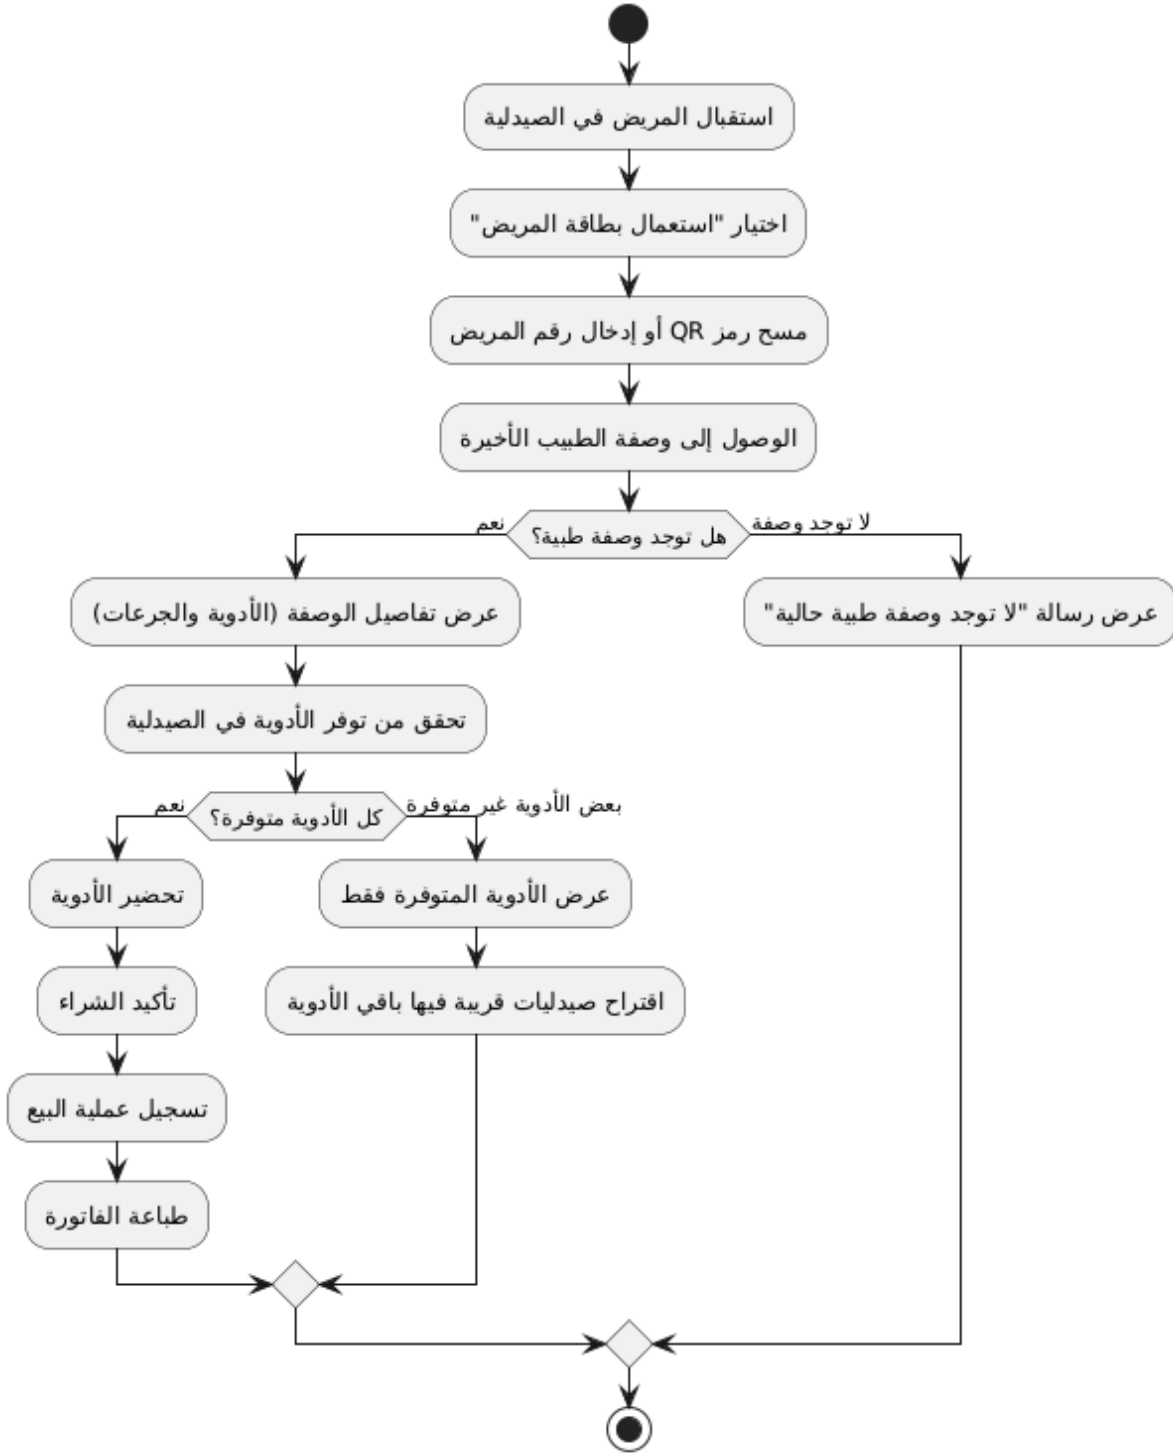 استقبال المريض في الصيدلية
اختيار "استعمال بطاقة المريض"
مسح رمز QR أو إدخال رقم المريض
الوصول إلى وصفة الطبيب الأخيرة
هل توجد وصفة طبية؟
نعم
لا توجد وصفة
عرض تفاصيل الوصفة (الأدوية والجرعات)
عرض رسالة "لا توجد وصفة طبية حالية"
تحقق من توفر الأدوية في الصيدلية
كل الأدوية متوفرة؟
نعم
بعض الأدوية غير متوفرة
تحضير الأدوية
عرض الأدوية المتوفرة فقط
تأكيد الشراء
اقتراح صيدليات قريبة فيها باقي الأدوية
تسجيل عملية البيع
طباعة الفاتورة